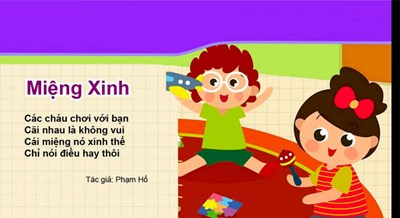 Miệng Xinh
Các cháu chơi với bạn
Cãi nhau là không vui
Cái miệng nó xinh thế
Chỉ nói điều hay thôi
Tác giả: Phạm Hổ